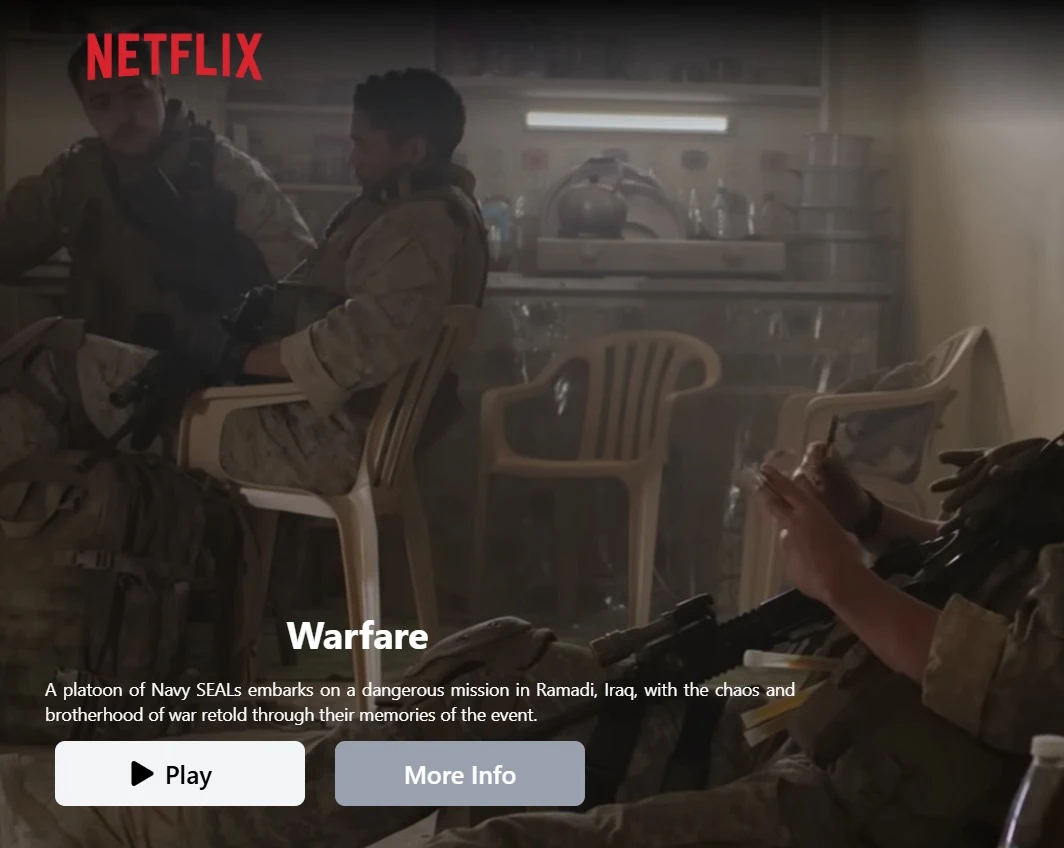 NETFLIX
Warfare
A platoon of Navy SEALs embarks on a dangerous mission in Ramadi, Iraq, with the chaos and
brotherhood of war retold through their memories of the event.
Play
More Info